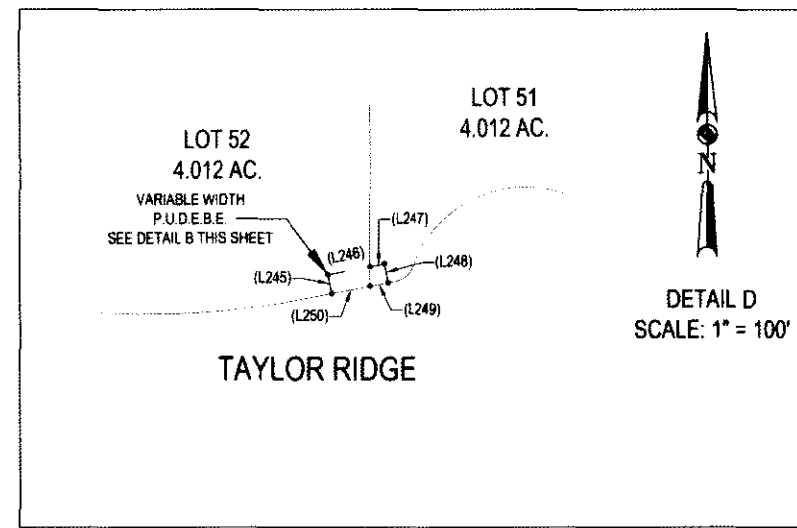 LOT 51
4.012 AC.
LOT 52
4.012 AC.
VARIABLE WIDTH
P.U.D.E.B.E.
SEE DETAIL B THIS SHEET
(L247)
(L246)
(L248)
(L245)
(L249)
(L250)
TAYLOR RIDGE
N
DETAIL D
SCALE: 1" = 100'